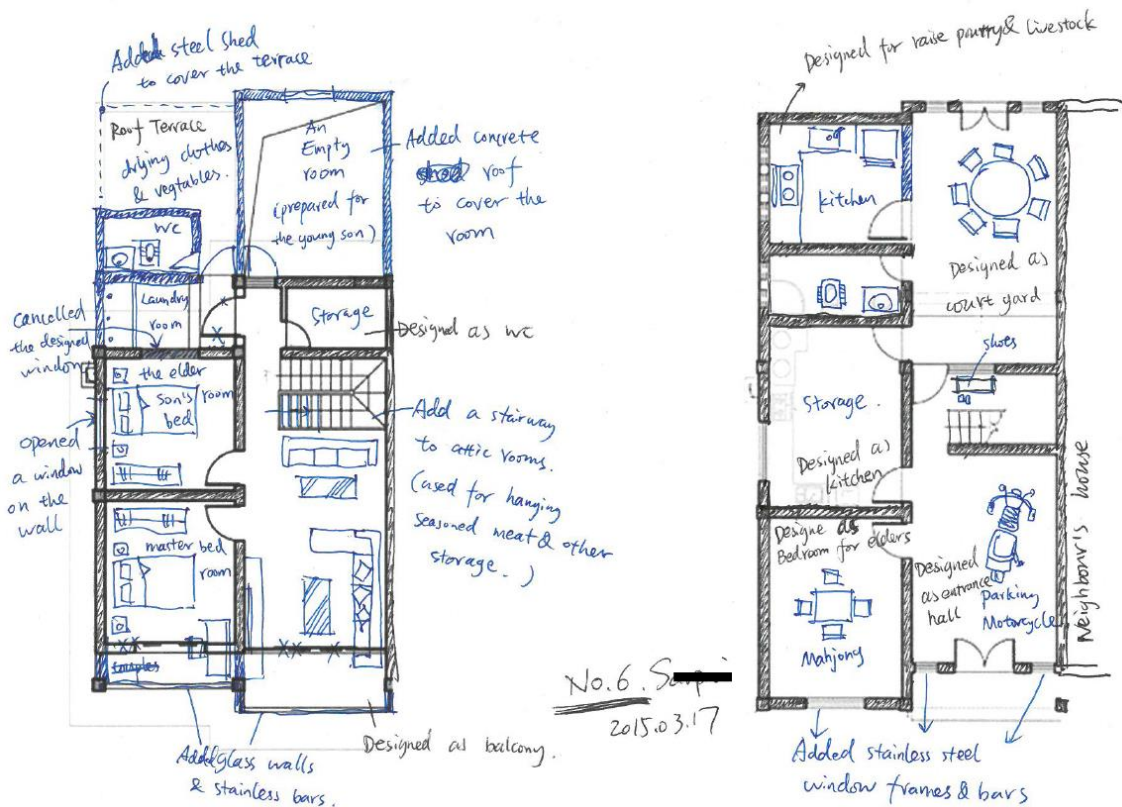 Added steel shed
to cover the terrace
Roof Terrace
drlying clothes
& vegtables.
An
Empty
room
(prepared for
the young son)
Added concrete
roof
to cover the
room
WC
Laundry
room
Storage
Designed as WC
cancelled
the designed
window
the elder
son's room
bed
opened
a window
on the
wall
Add a stairway
to attic rooms.
(used for hanging
seasoned meat & other
storage.)
master bed
room
Added glass walls
& stainless bars.
Designed as balcony.
No.6.
2015.03.17
Designed for raise pourry & livestock
kitchen
Designed as
court yard
shoes
Storage.
Designed as
kitchen
Designe as
Bedroom for elders
Mahjong
Designed
as entrance
hall
Parking
Motorcycle
Neighbour's house
Added stainless steel
window frames & bars